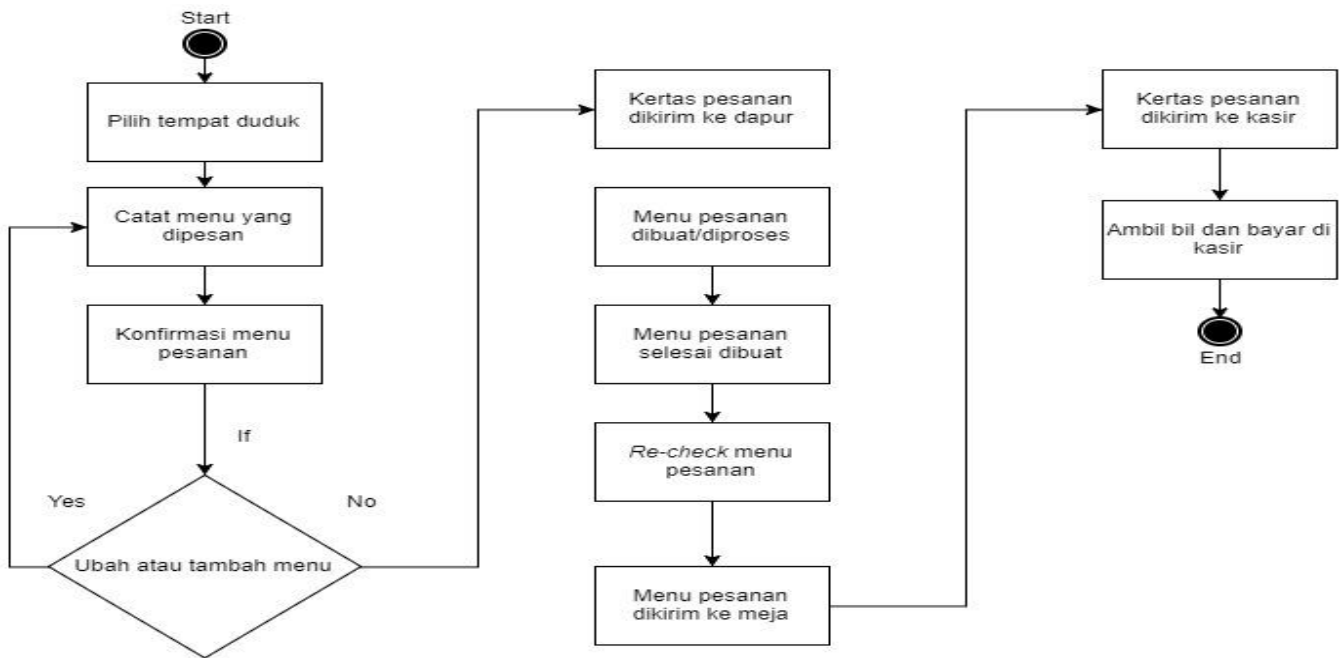 Start
Pilih tempat duduk
Catat menu yang
dipesan
Konfirmasi menu
pesanan
If
Yes
No
Ubah atau tambah menu
Kertas pesanan
dikirim ke dapur
Menu pesanan
dibuat/diproses
Menu pesanan
selesai dibuat
Re-check menu
pesanan
Menu pesanan
dikirim ke meja
Kertas pesanan
dikirim ke kasir
Ambil bil dan bayar di
kasir
End